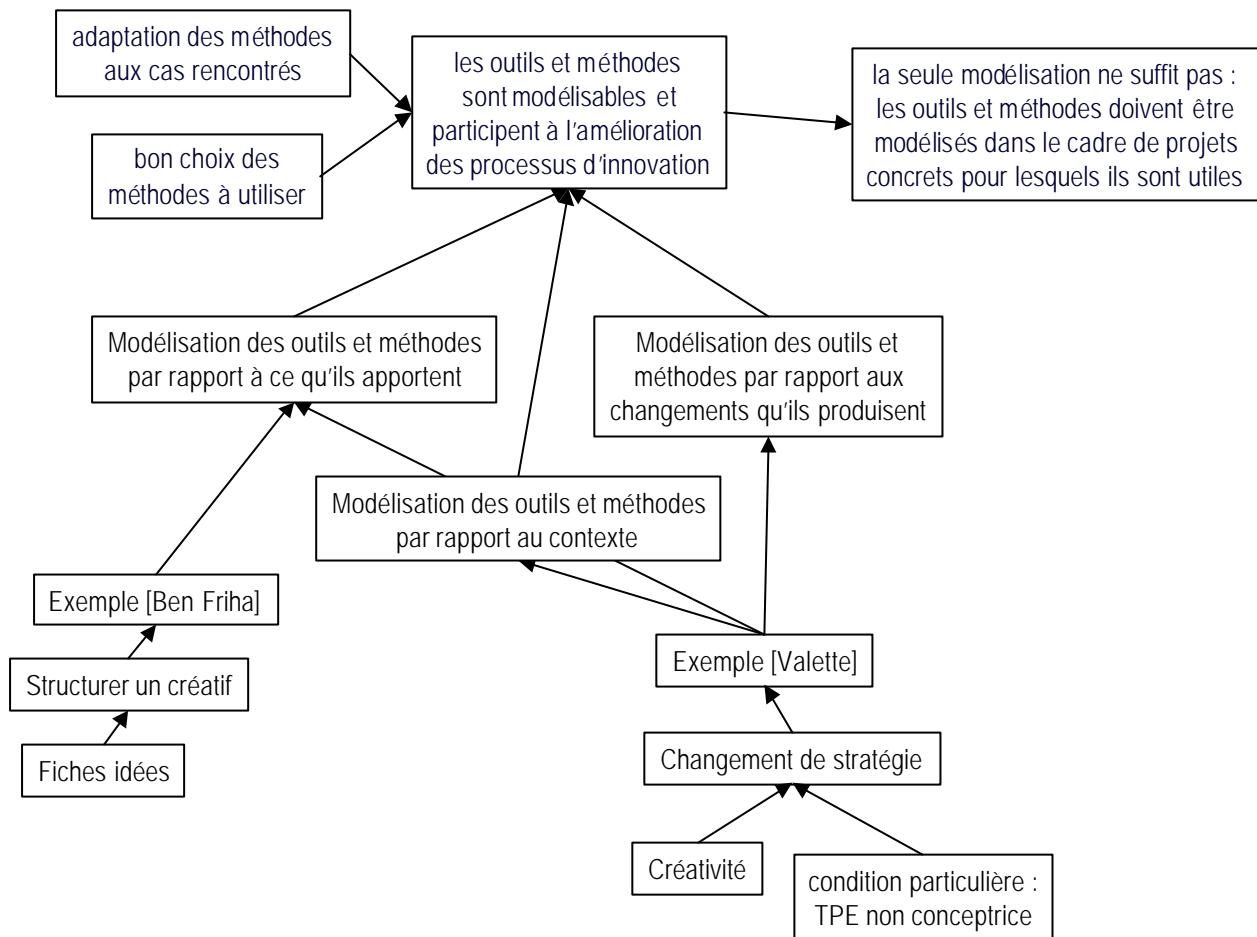 adaptation des méthodes
aux cas rencontrés
bon choix des
méthodes à utiliser
les outils et méthodes
sont modélisables et
participent à l'amélioration
des processus d'innovation
la seule modélisation ne suffit pas :
les outils et méthodes doivent être
modélisés dans le cadre de projets
concrets pour lesquels ils sont utiles
Modélisation des outils et méthodes
par rapport à ce qu'ils apportent
Modélisation des outils et
méthodes par rapport aux
changements qu'ils produisent
Modélisation des outils et méthodes
par rapport au contexte
Exemple [Ben Friha]
Structurer un créatif
Fiches idées
Exemple [Valette]
Changement de stratégie
Créativité
condition particulière :
TPE non conceptrice